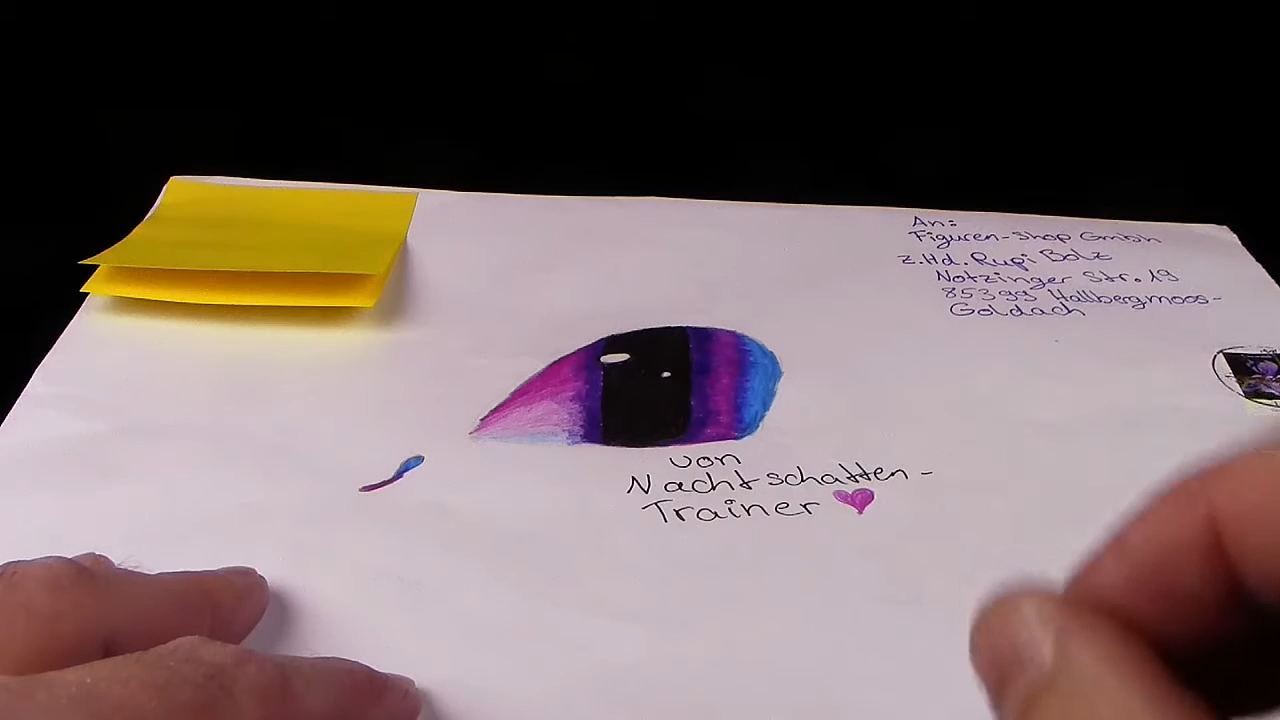 An:
Figuren-Shop Gmbh
z.Hd. Rupi Bolz
Notzinger Str. 19
85399 Hallbergmoos-
Goldach
von
Nachtschatten-
Trainer